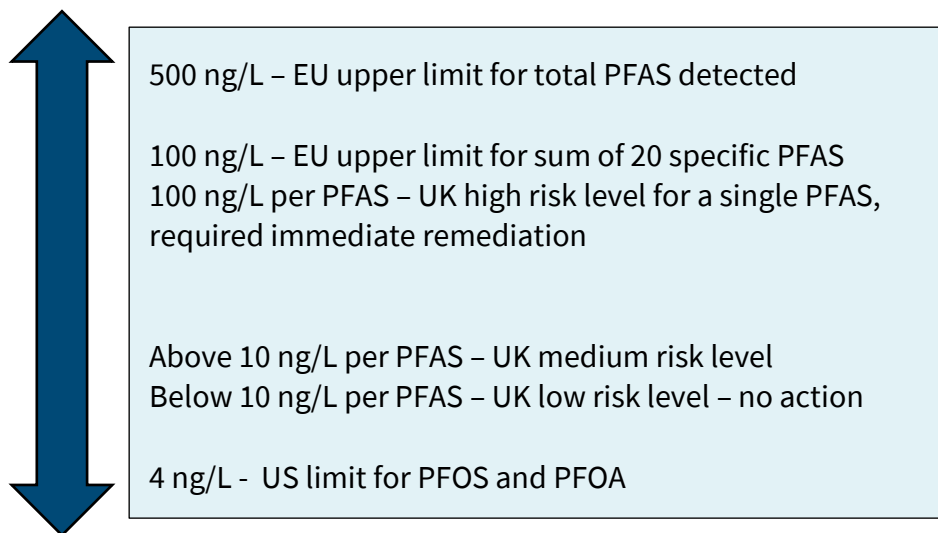 500 ng/L – EU upper limit for total PFAS detected
100 ng/L – EU upper limit for sum of 20 specific PFAS
100 ng/L per PFAS – UK high risk level for a single PFAS,
required immediate remediation
Above 10 ng/L per PFAS – UK medium risk level
Below 10 ng/L per PFAS – UK low risk level – no action
4 ng/L -  US limit for PFOS and PFOA